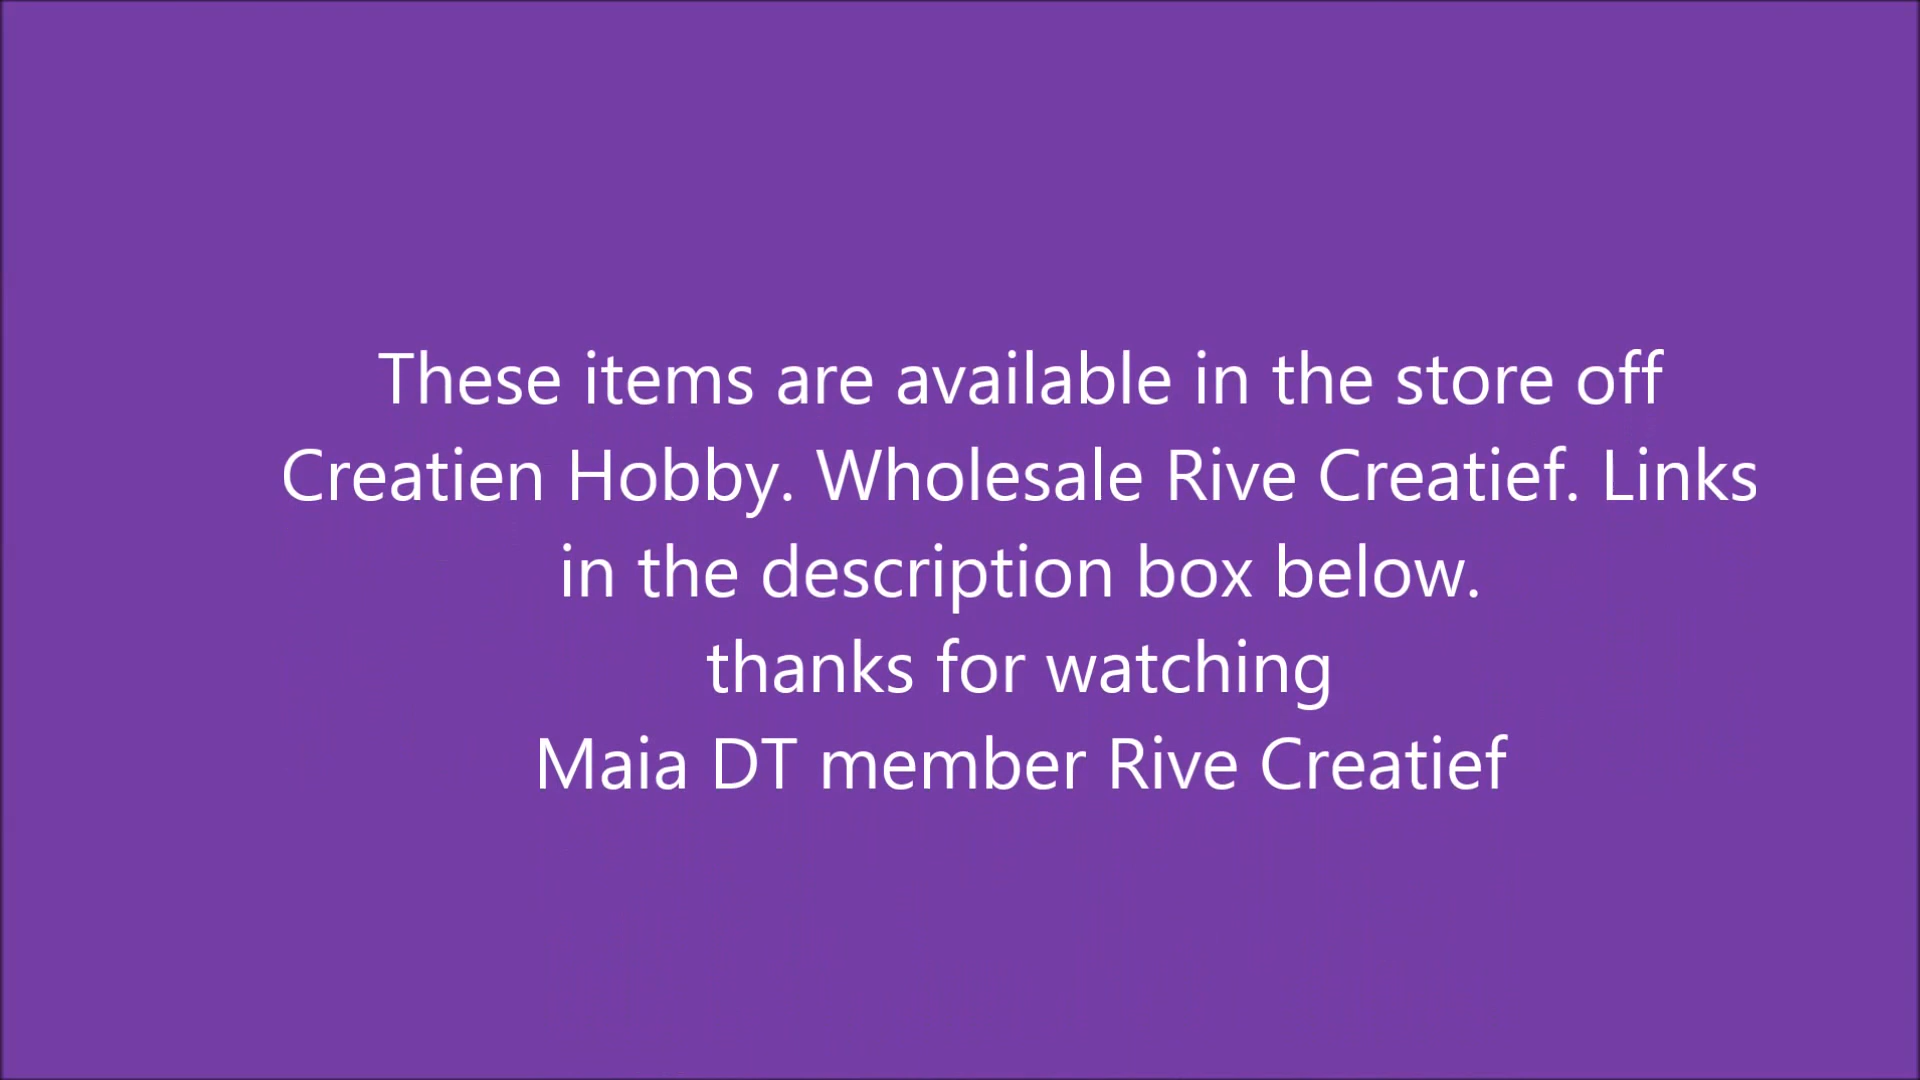 These items are available in the store off
Creatien Hobby. Wholesale Rive Creatief. Links
in the description box below.
thanks for watching
Maia DT member Rive Creatief